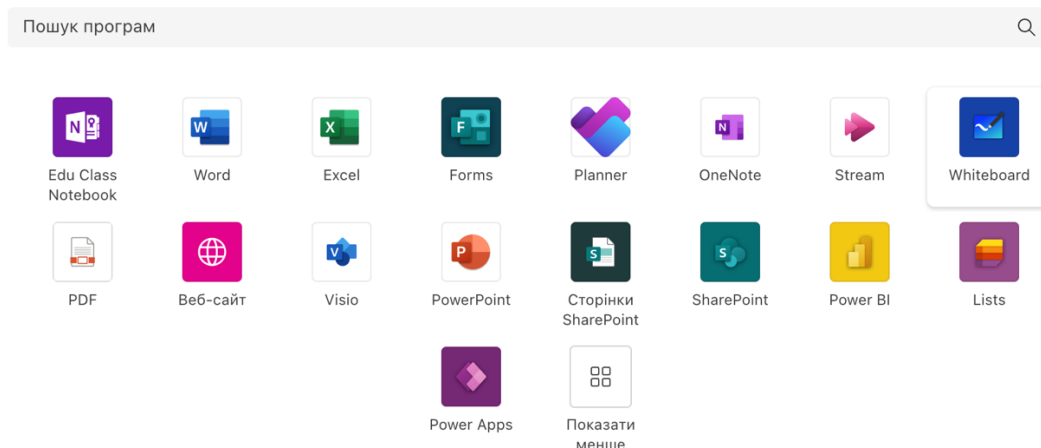 Пошук програм
Edu Class
Notebook
Word
Excel
Forms
Planner
OneNote
Stream
Whiteboard
PDF
Веб-сайт
Visio
PowerPoint
Сторінки
SharePoint
SharePoint
Power BI
Lists
Power Apps
Показати
менше